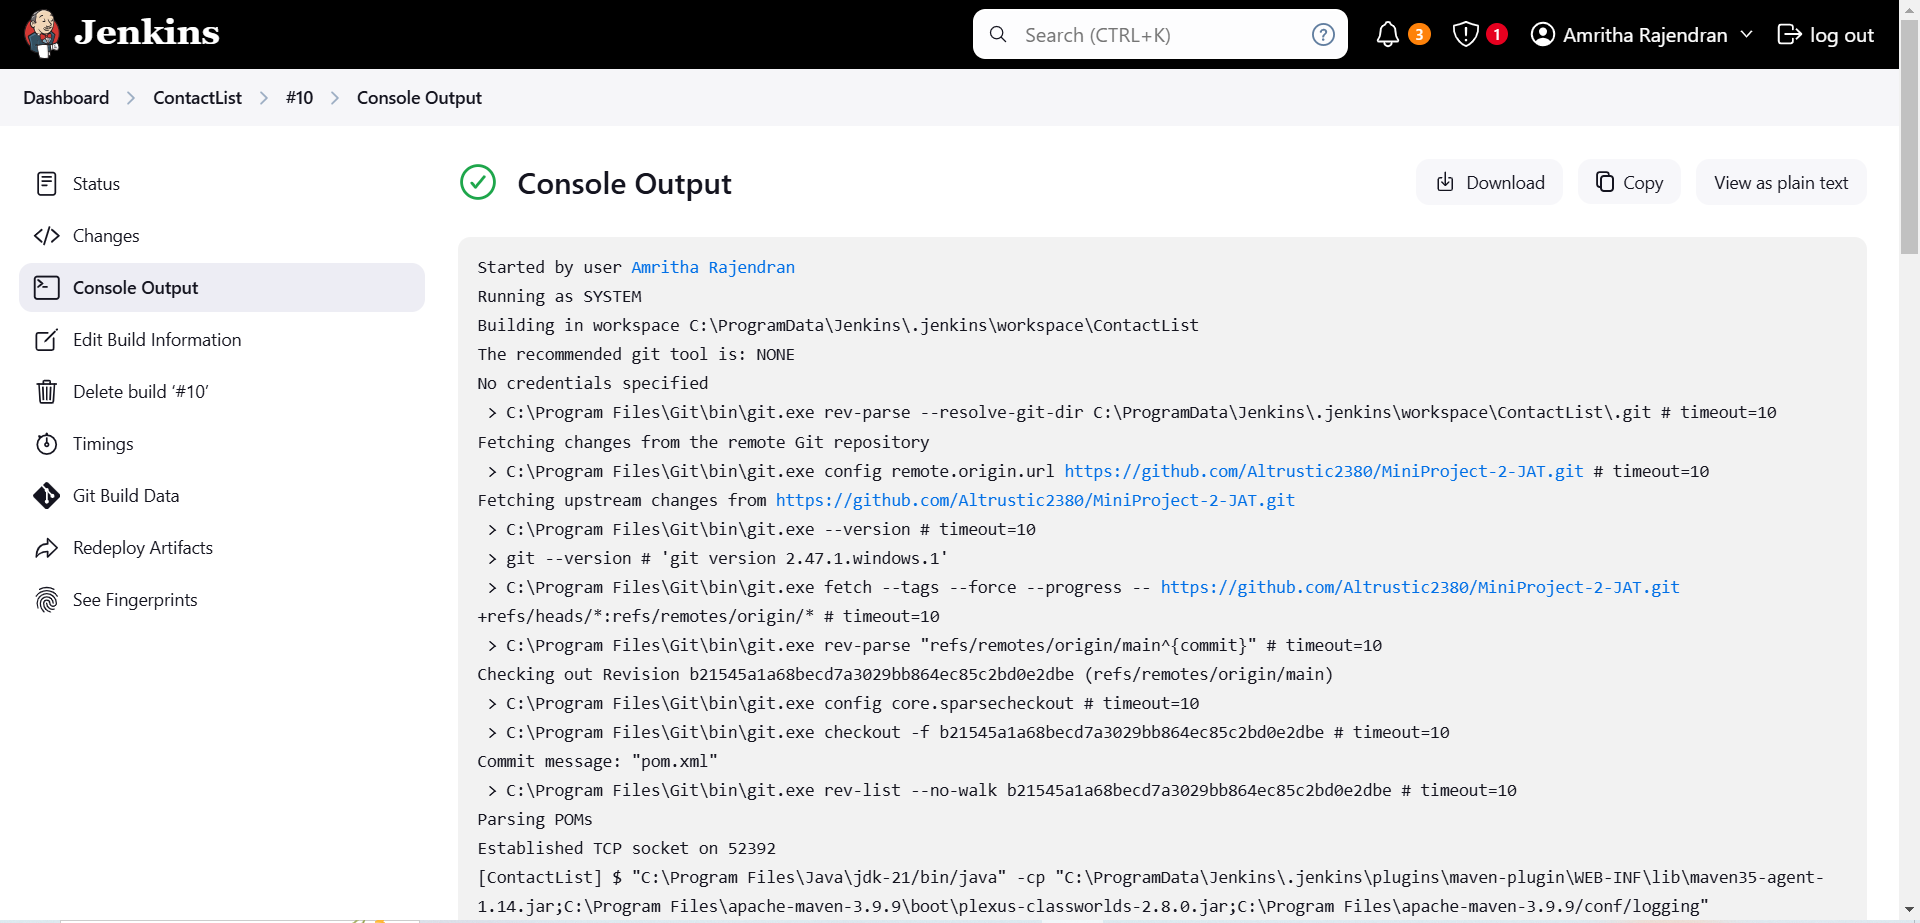 Jenkins
Search (CTRL+K)
?
3
1
Amritha Rajendran
log out
Dashboard
ContactList
#10
Console Output
Status
Changes
Console Output
Edit Build Information
Delete build ‘#10’
Timings
Git Build Data
Redeploy Artifacts
See Fingerprints
Console Output
Download
Copy
View as plain text
Started by user Amritha Rajendran
Running as SYSTEM
Building in workspace C:\ProgramData\Jenkins\.jenkins\workspace\ContactList
The recommended git tool is: NONE
No credentials specified
> C:\Program Files\Git\bin\git.exe rev-parse --resolve-git-dir C:\ProgramData\Jenkins\.jenkins\workspace\ContactList\.git # timeout=10
Fetching changes from the remote Git repository
> C:\Program Files\Git\bin\git.exe config remote.origin.url https://github.com/Altrustic2380/MiniProject-2-JAT.git # timeout=10
Fetching upstream changes from https://github.com/Altrustic2380/MiniProject-2-JAT.git
> C:\Program Files\Git\bin\git.exe --version # timeout=10
> git --version # 'git version 2.47.1.windows.1'
> C:\Program Files\Git\bin\git.exe fetch --tags --force --progress -- https://github.com/Altrustic2380/MiniProject-2-JAT.git
+refs/heads/*:refs/remotes/origin/* # timeout=10
> C:\Program Files\Git\bin\git.exe rev-parse "refs/remotes/origin/main^{commit}" # timeout=10
Checking out Revision b21545a1a68becd7a3029bb864ec85c2bd0e2dbe (refs/remotes/origin/main)
> C:\Program Files\Git\bin\git.exe config core.sparsecheckout # timeout=10
> C:\Program Files\Git\bin\git.exe checkout -f b21545a1a68becd7a3029bb864ec85c2bd0e2dbe # timeout=10
Commit message: "pom.xml"
> C:\Program Files\Git\bin\git.exe rev-list --no-walk b21545a1a68becd7a3029bb864ec85c2bd0e2dbe # timeout=10
Parsing POMs
Established TCP socket on 52392
[ContactList] $ "C:\Program Files\Java\jdk-21/bin/java" -cp "C:\ProgramData\Jenkins\.jenkins\plugins\maven-plugin\WEB-INF\lib\maven35-agent-
1.14.jar;C:\Program Files\apache-maven-3.9.9\boot\plexus-classworlds-2.8.0.jar;C:\Program Files\apache-maven-3.9.9/conf/logging"